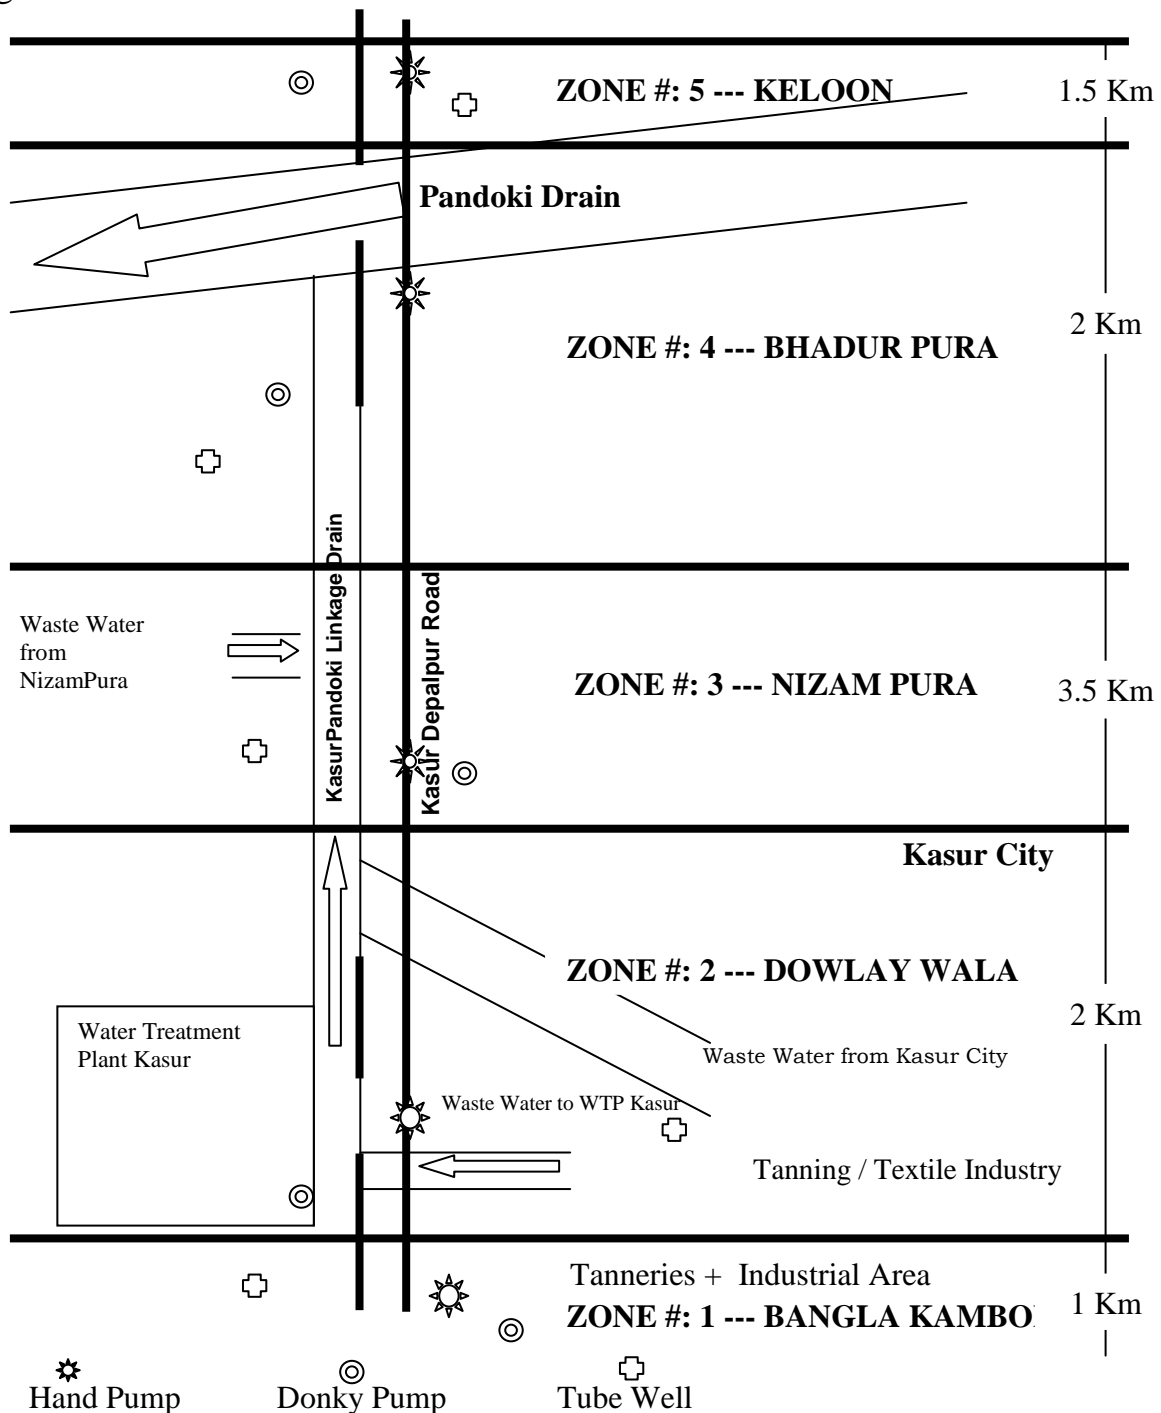 ZONE #: 5 --- KELOON
1.5 Km
Pandoki Drain
2 Km
ZONE #: 4 --- BHADUR PURA
KasurPandoki Linkage Drain
Kasur Depalpur Road
Waste Water
from
NizamPura
ZONE #: 3 --- NIZAM PURA
3.5 Km
Kasur City
ZONE #: 2 --- DOWLAY WALA
2 Km
Water Treatment
Plant Kasur
Waste Water from Kasur City
Waste Water to WTP Kasur
Tanning / Textile Industry
Tanneries + Industrial Area
ZONE #: 1 --- BANGLA KAMBO
1 Km
Hand Pump
Donky Pump
Tube Well